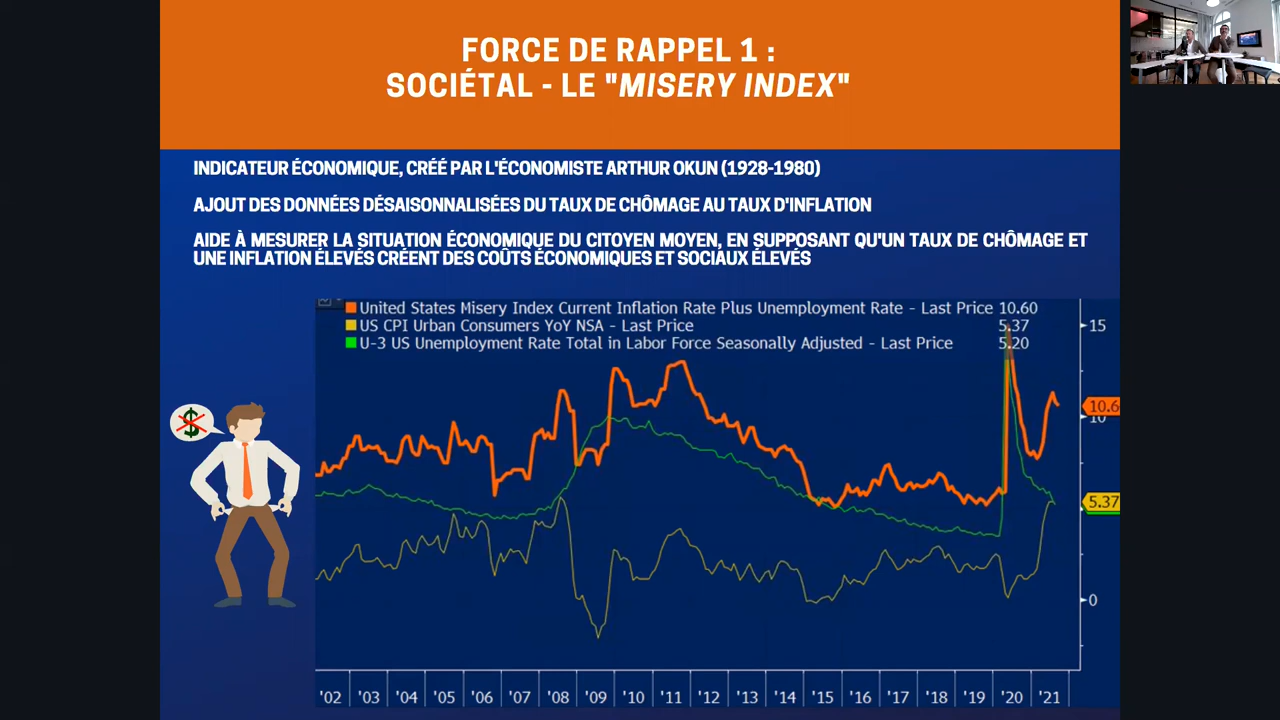 FORCE DE RAPPEL 1 :
SOCIÉTAL - LE "MISERY INDEX"
INDICATEUR ÉCONOMIQUE, CRÉÉ PAR L'ÉCONOMISTE ARTHUR OKUN (1928-1980)
AJOUT DES DONNÉES DÉSAISONNALISÉES DU TAUX DE CHÔMAGE AU TAUX D'INFLATION
AIDE À MESURER LA SITUATION ÉCONOMIQUE DU CITOYEN MOYEN, EN SUPPOSANT QU'UN TAUX DE CHÔMAGE ET
UNE INFLATION ÉLEVÉS CRÉENT DES COÛTS ÉCONOMIQUES ET SOCIAUX ÉLEVÉS
United States Misery Index Current Inflation Rate Plus Unemployment Rate - Last Price 10.60
US CPI Urban Consumers YoY NSA - Last Price 5.37
U-3 US Unemployment Rate Total in Labor Force Seasonally Adjusted - Last Price 5.20
15
10.6
10
$
5.37
0
'02 '03 '04 '05 '06 '07 '08 '09 '10 '11 '12 '13 '14 '15 '16 '17 '18 '19 '20 '21